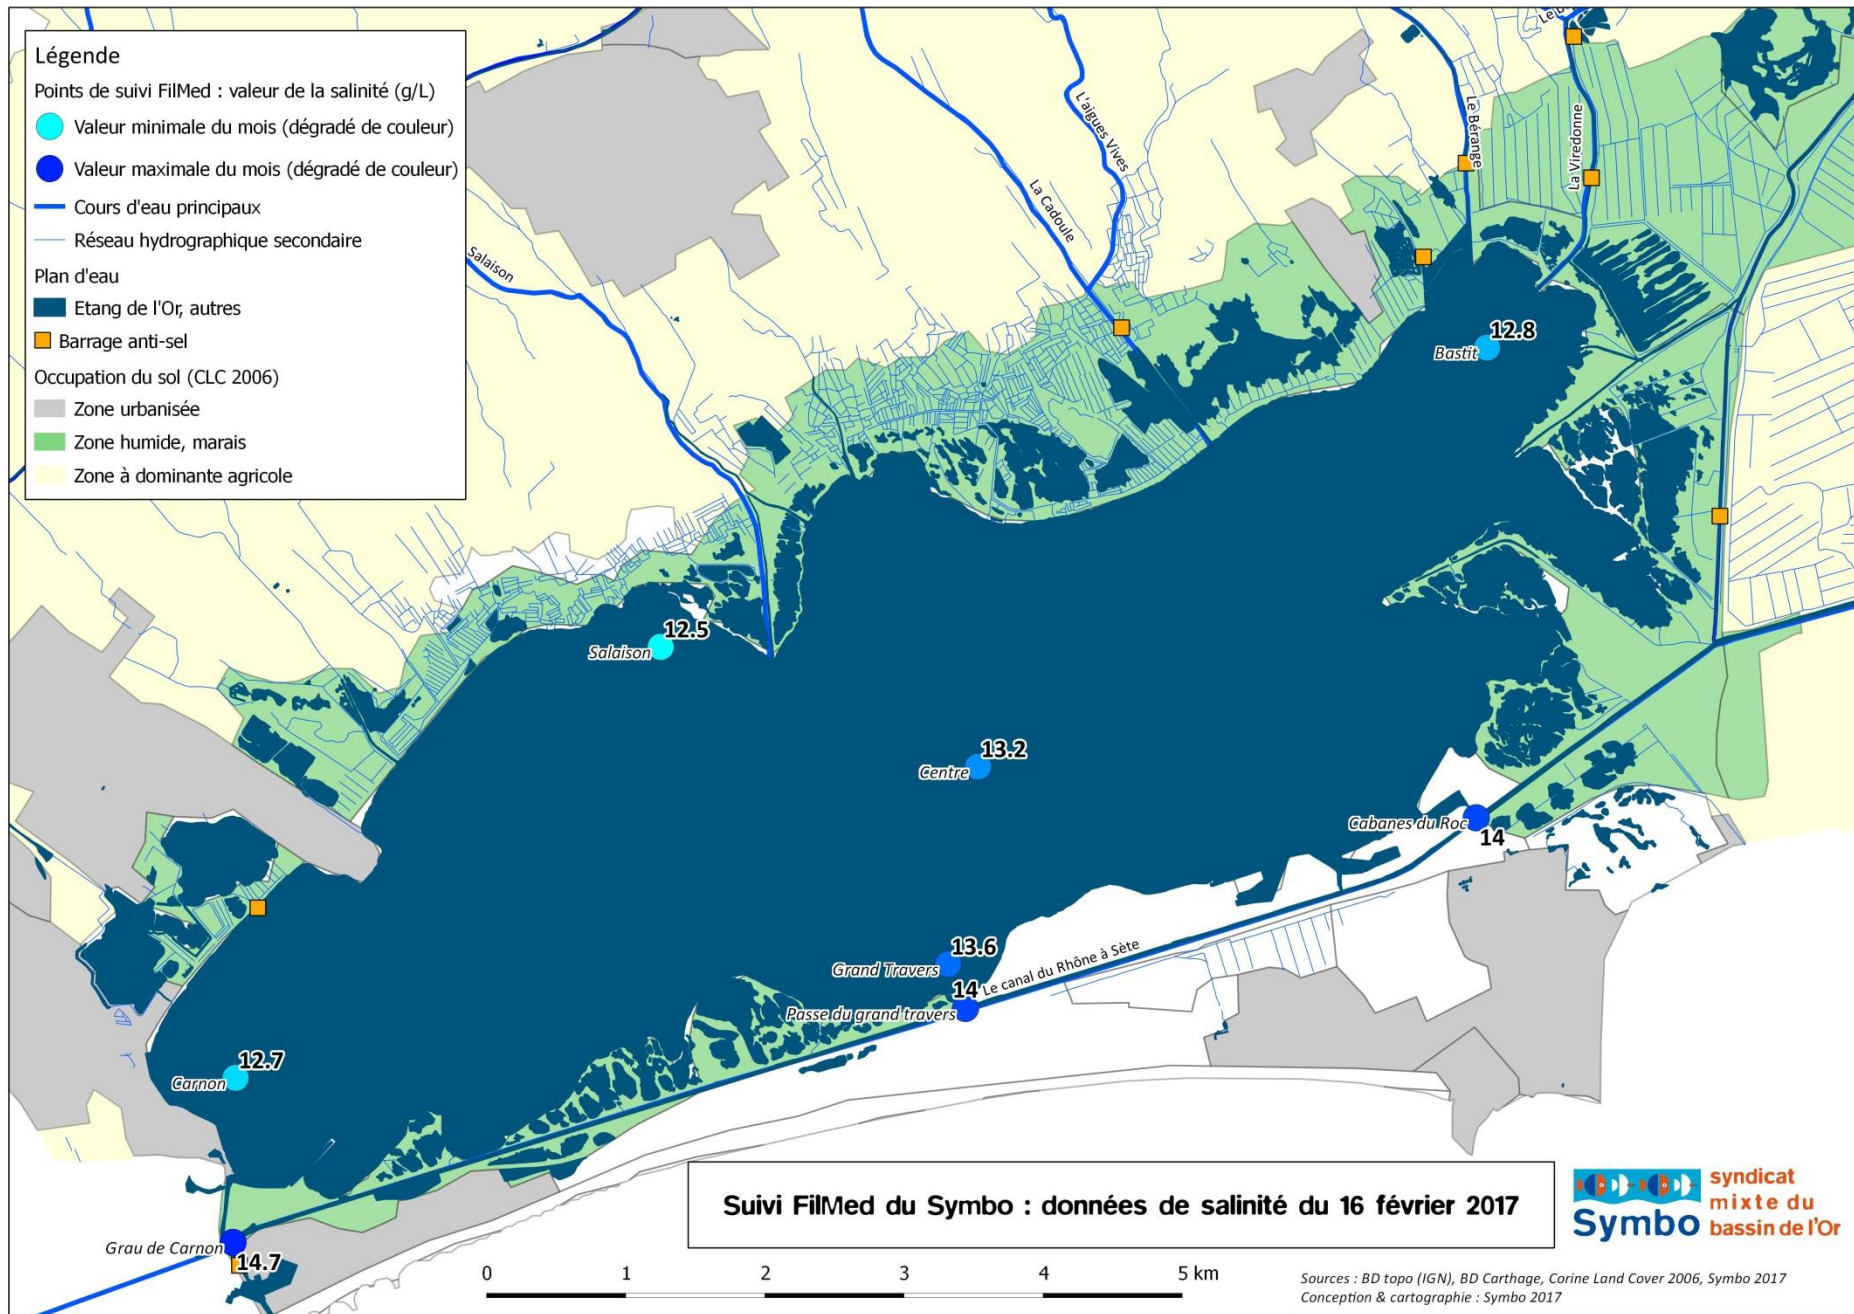 Légende
Points de suivi FilMed : valeur de la salinité (g/L)
Valeur minimale du mois (dégradé de couleur)
Valeur maximale du mois (dégradé de couleur)
Cours d'eau principaux
Réseau hydrographique secondaire
Plan d'eau
Etang de l'Or, autres
Barrage anti-sel
Occupation du sol (CLC 2006)
Zone urbanisée
Zone humide, marais
Zone à dominante agricole
Salaison
La Cadoule
L'aigues Vives
Le Bérange
La Viredonne
12.8
Bastit
12.5
Salaison
13.2
Centre
Cabanes du Roc
14
13.6
Grand Travers
14
Le canal du Rhône à Sète
Passe du grand travers
12.7
Carnon
Grau de Carnon
14.7
Suivi FilMed du Symbo : données de salinité du 16 février 2017
Symbo
syndicat
mixte du
bassin de l'Or
0 1 2 3 4 5 km
Sources : BD topo (IGN), BD Carthage, Corine Land Cover 2006, Symbo 2017
Conception & cartographie : Symbo 2017